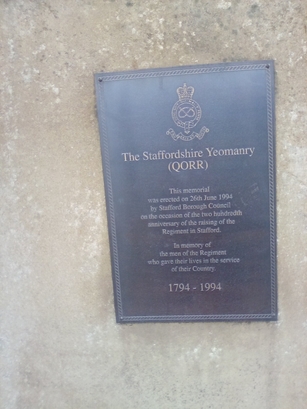 The Staffordshire Yeomanry
(QORR)
This memorial
was erected on 26th June 1994
by Stafford Borough Council
on the occasion of the two hundredth
anniversary of the raising of the
Regiment in Stafford.
In memory of
the men of the Regiment
who gave their lives in the service
of their Country.
1794 - 1994